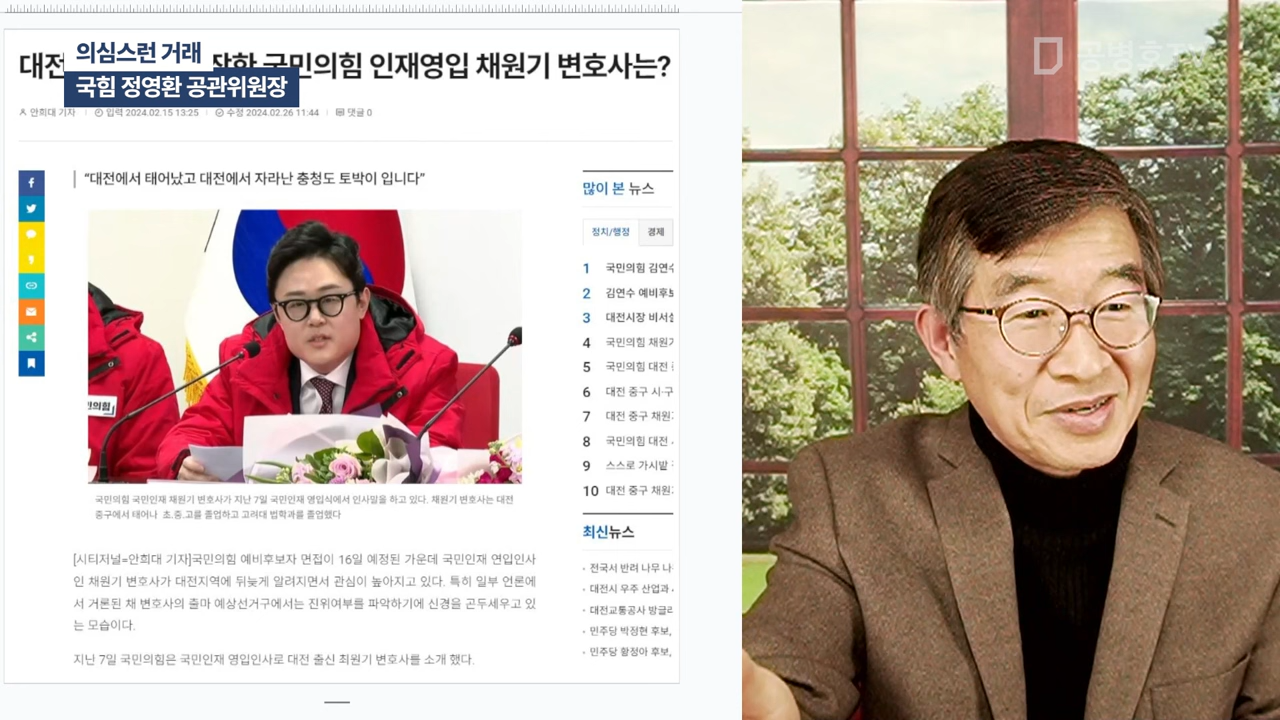 의심스런 거래
국힘 정영환 공관위원장
대전 장한 국민의힘 인재영입 채원기 변호사는?
안희대 기자 입력 2024.02.15 13:25 수정 2024.02.26 11:44 댓글 0
공병호
“대전에서 태어났고 대전에서 자라난 충청도 토박이 입니다”
국민의힘 국민인재 채원기 변호사가 지난 7일 국민인재 영입식에서 인사말을 하고 있다. 채원기 변호사는 대전
중구에서 태어나 초.중.고를 졸업하고 고려대 법학과를 졸업했다
[시티저널=안희대 기자]국민의힘 예비후보자 면접이 16일 예정된 가운데 국민인재 연입인사
인 채원기 변호사가 대전지역에 뒤늦게 알려지면서 관심이 높아지고 있다. 특히 일부 언론에
서 거론된 채 변호사의 출마 예상선거구에서는 진위여부를 파악하기에 신경을 곤두세우고 있
는 모습이다.
지난 7일 국민의힘은 국민인재 영입인사로 대전 출신 최원기 변호사를 소개 했다.
많이 본 뉴스
정치/행정 경제
1 국민의힘 김연수
2 김연수 예비후보
3 대전시장 비서실
4 국민의힘 채원기
5 국민의힘 대전
6 대전 중구 시·구
7 대전 중구 채원기
8 국민의힘 대전
9 스스로 가시밭
10 대전 중구 채원기
최신뉴스
전국서 반려 나무 나
대전시 우주 산업과
대전교통공사 방글라
민주당 박정현 후보,
민주당 황정아 후보,